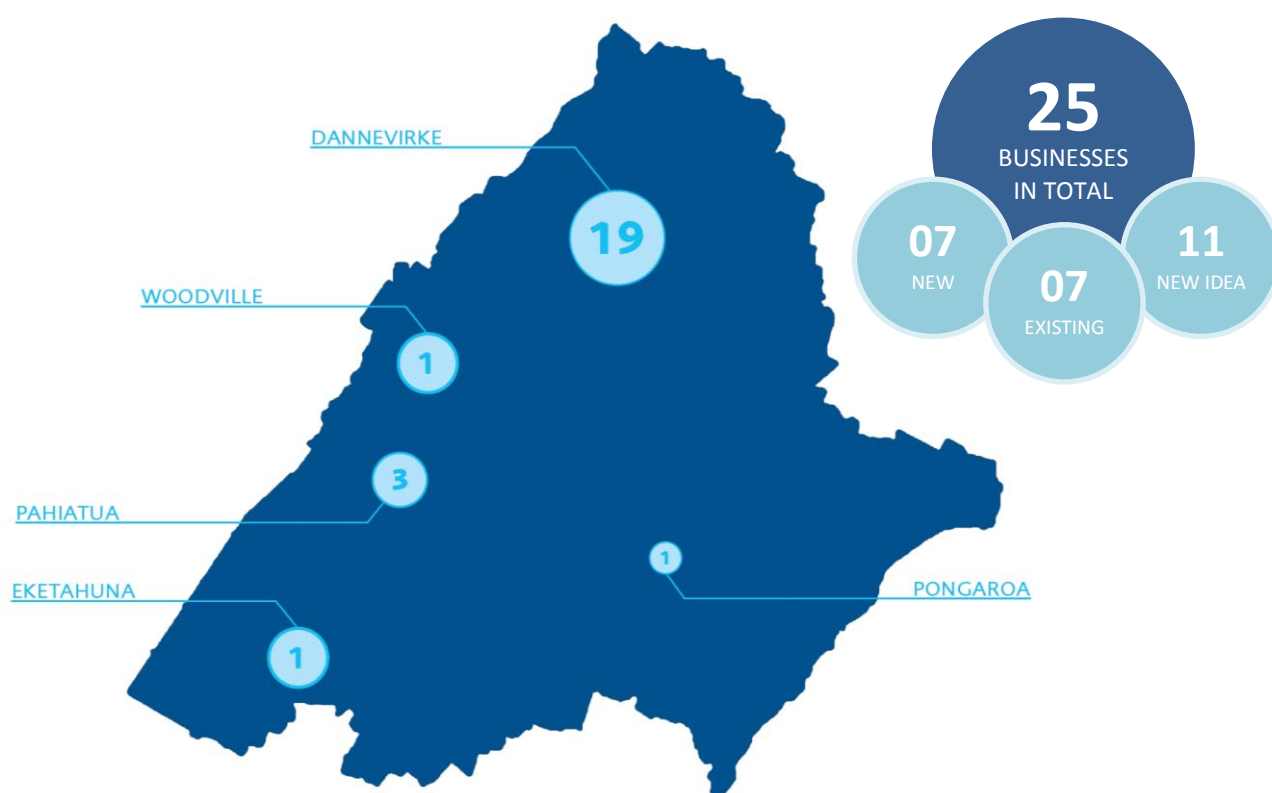 DANNEVIRKE
19
WOODVILLE
1
PAHIATUA
3
EKETAHUNA
1
PONGAROA
1
25
BUSINESSES
IN TOTAL
07
NEW
07
EXISTING
11
NEW IDEA